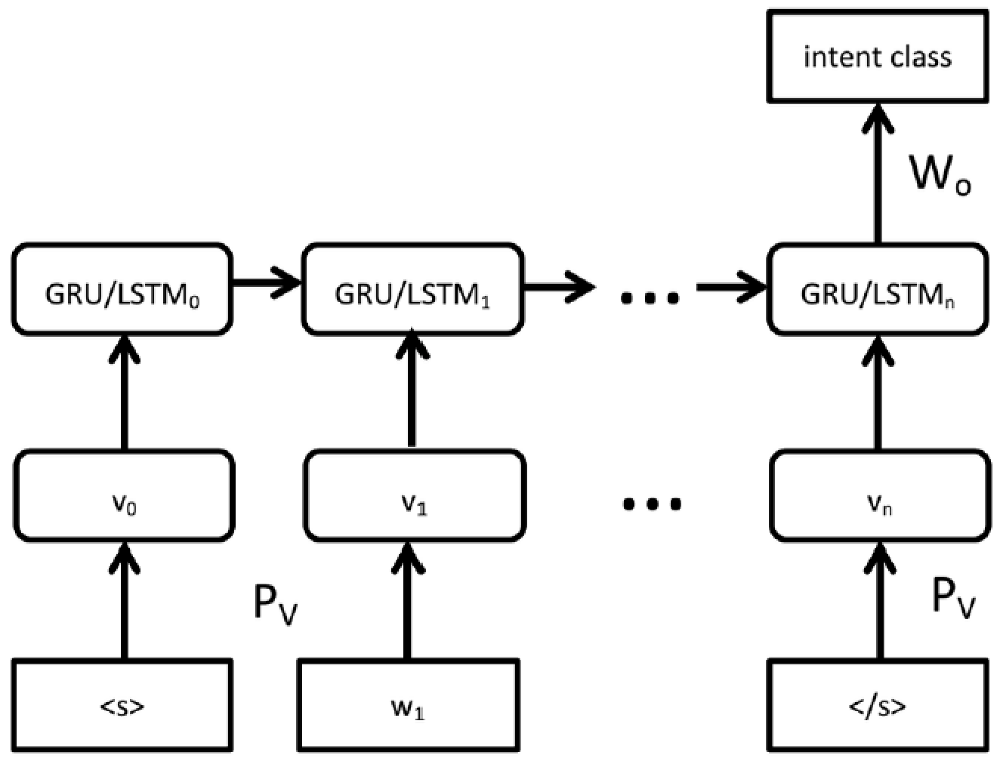 intent class
Wo
GRU/LSTM0 GRU/LSTM1 ... GRU/LSTMn
v0 v1 ... vn
PV PV
<s> w1 </s>